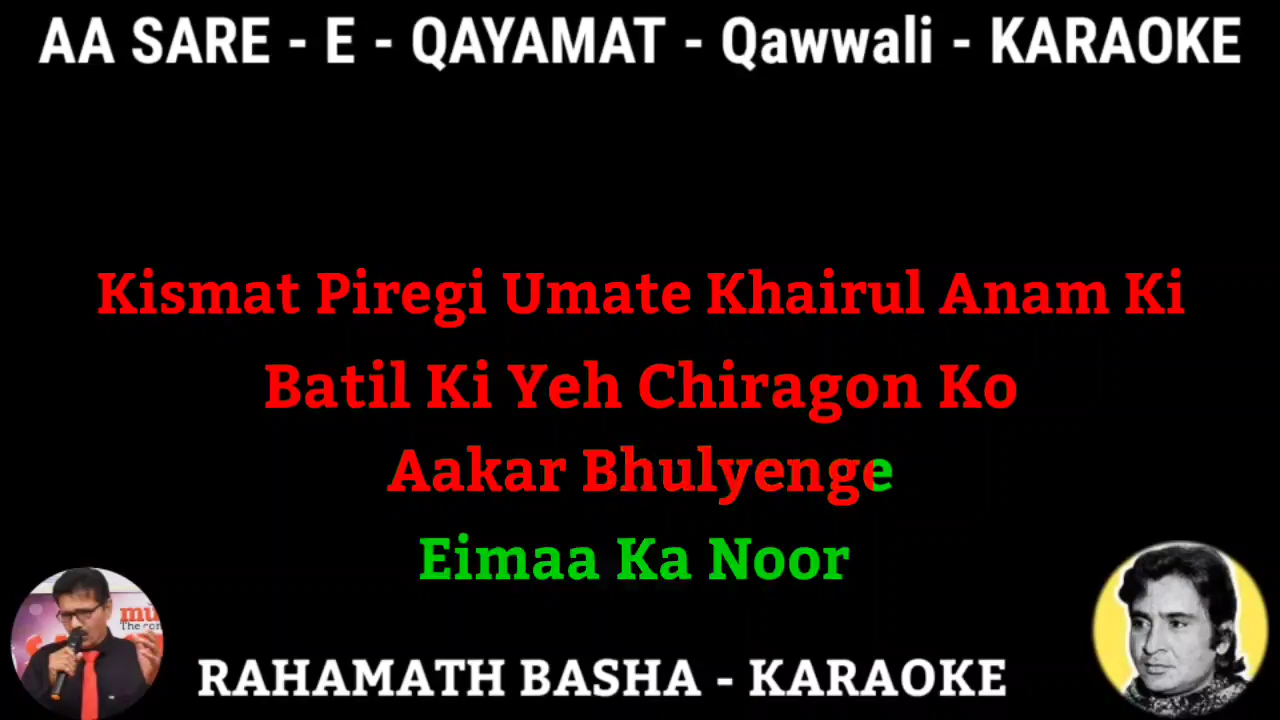 AA SARE - E - QAYAMAT - Qawwali - KARAOKE
Kismat Piregi Umate Khairul Anam Ki
Batil Ki Yeh Chiragon Ko
Aakar Bhulyenge
Eimaa Ka Noor
RAHAMATH BASHA - KARAOKE